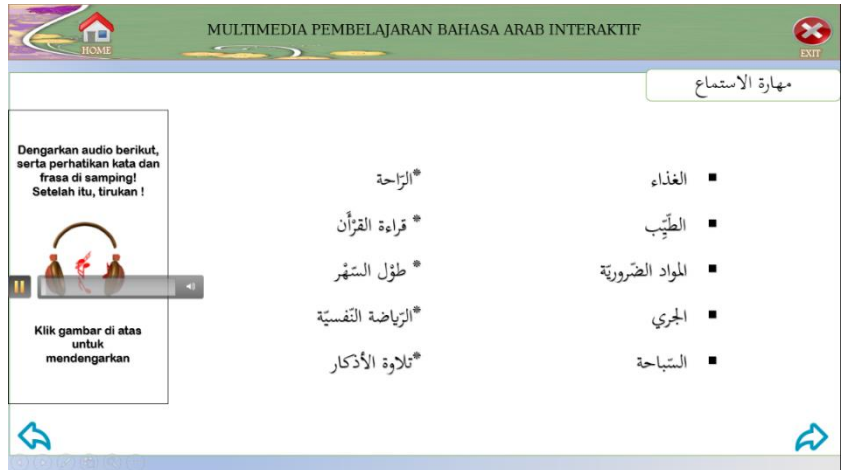 HOME
MULTIMEDIA PEMBELAJARAN BAHASA ARAB INTERAKTIF
EXIT
مهارة الاستماع
Dengarkan audio berikut,
serta perhatikan kata dan
frasa di samping!
Setelah itu, tirukan !
Klik gambar di atas
untuk
mendengarkan
▪ الغذاء
▪ الطّيِّب
▪ المواد الضّروريّة
▪ الجري
▪ السّباحة
*الرّاحة
* قراءة القرْأَن
* طوْل السّهْر
*الرّياضة النّفسيّة
*تلاوة الأذكار